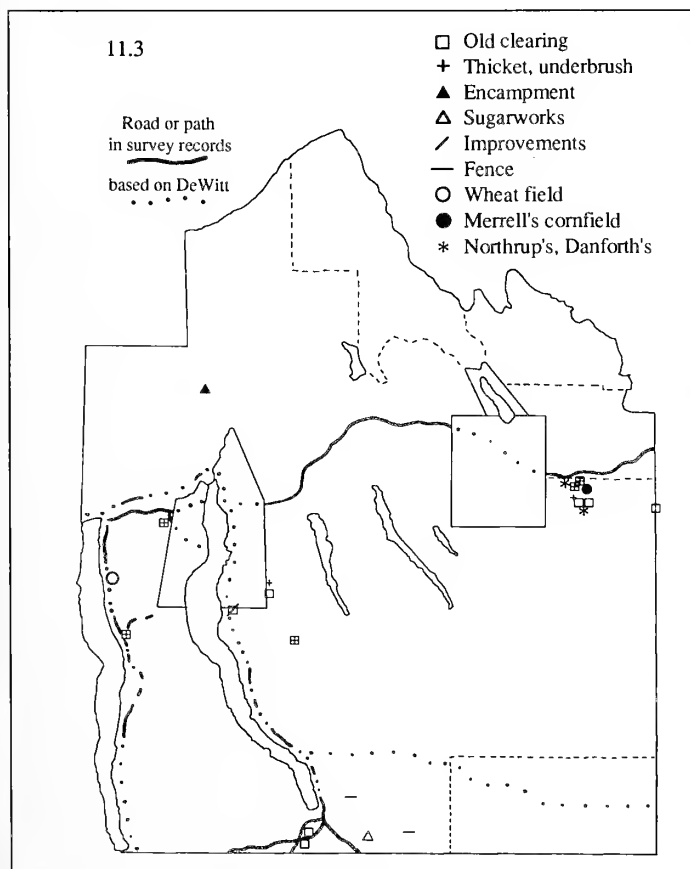 11.3
Road or path
in survey records
based on DeWitt
Old clearing
Thicket, underbrush
Encampment
Sugarworks
Improvements
Fence
Wheat field
Merrell's cornfield
Northrup's, Danforth's